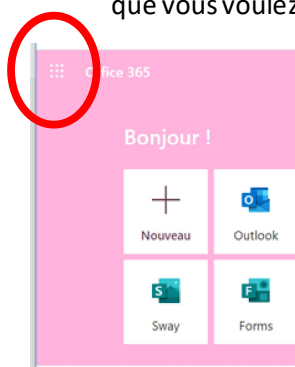 que vous voulez
Office 365
Bonjour !
Nouveau Outlook
Sway Forms